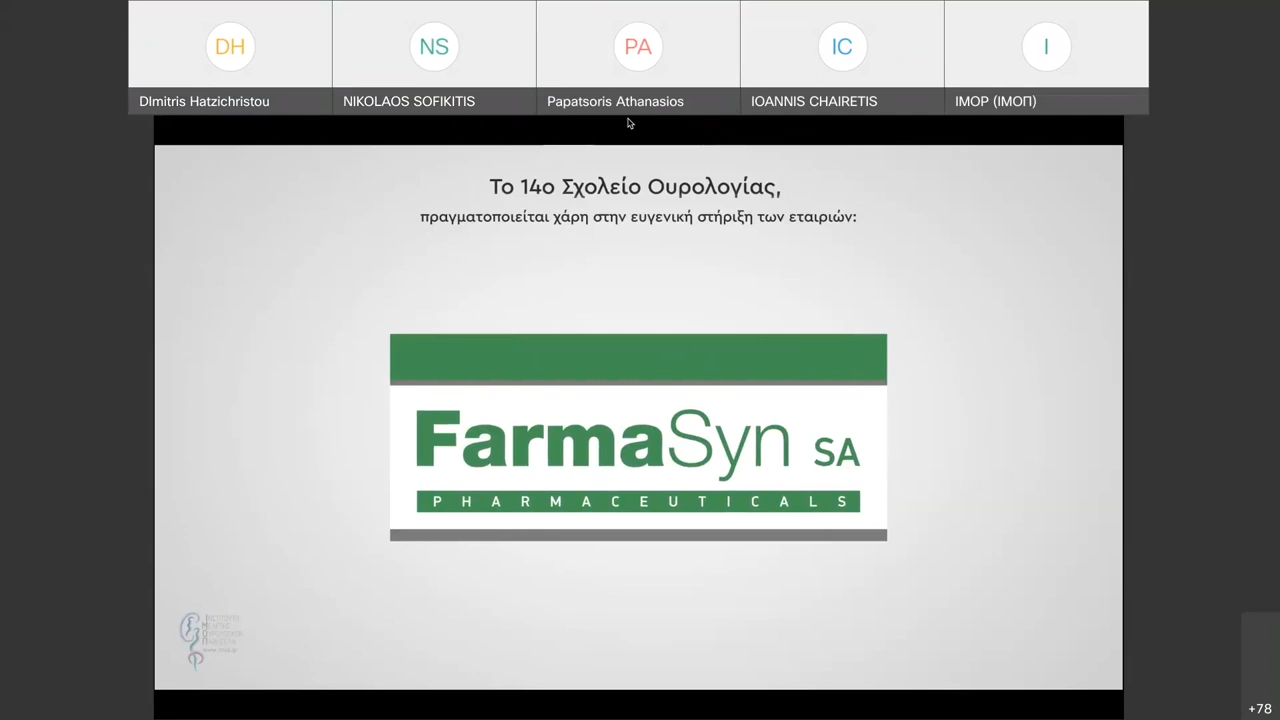 DH
NS
PA
IC
I
DImitris Hatzichristou
NIKOLAOS SOFIKITIS
Papatsoris Athanasios
IOANNIS CHAIRETIS
IMOP (ΙΜΟΠ)
Το 14ο Σχολείο Ουρολογίας,
πραγματοποιείται χάρη στην ευγενική στήριξη των εταιριών:
FarmaSyn SA
PHARMACEUTICALS
+78